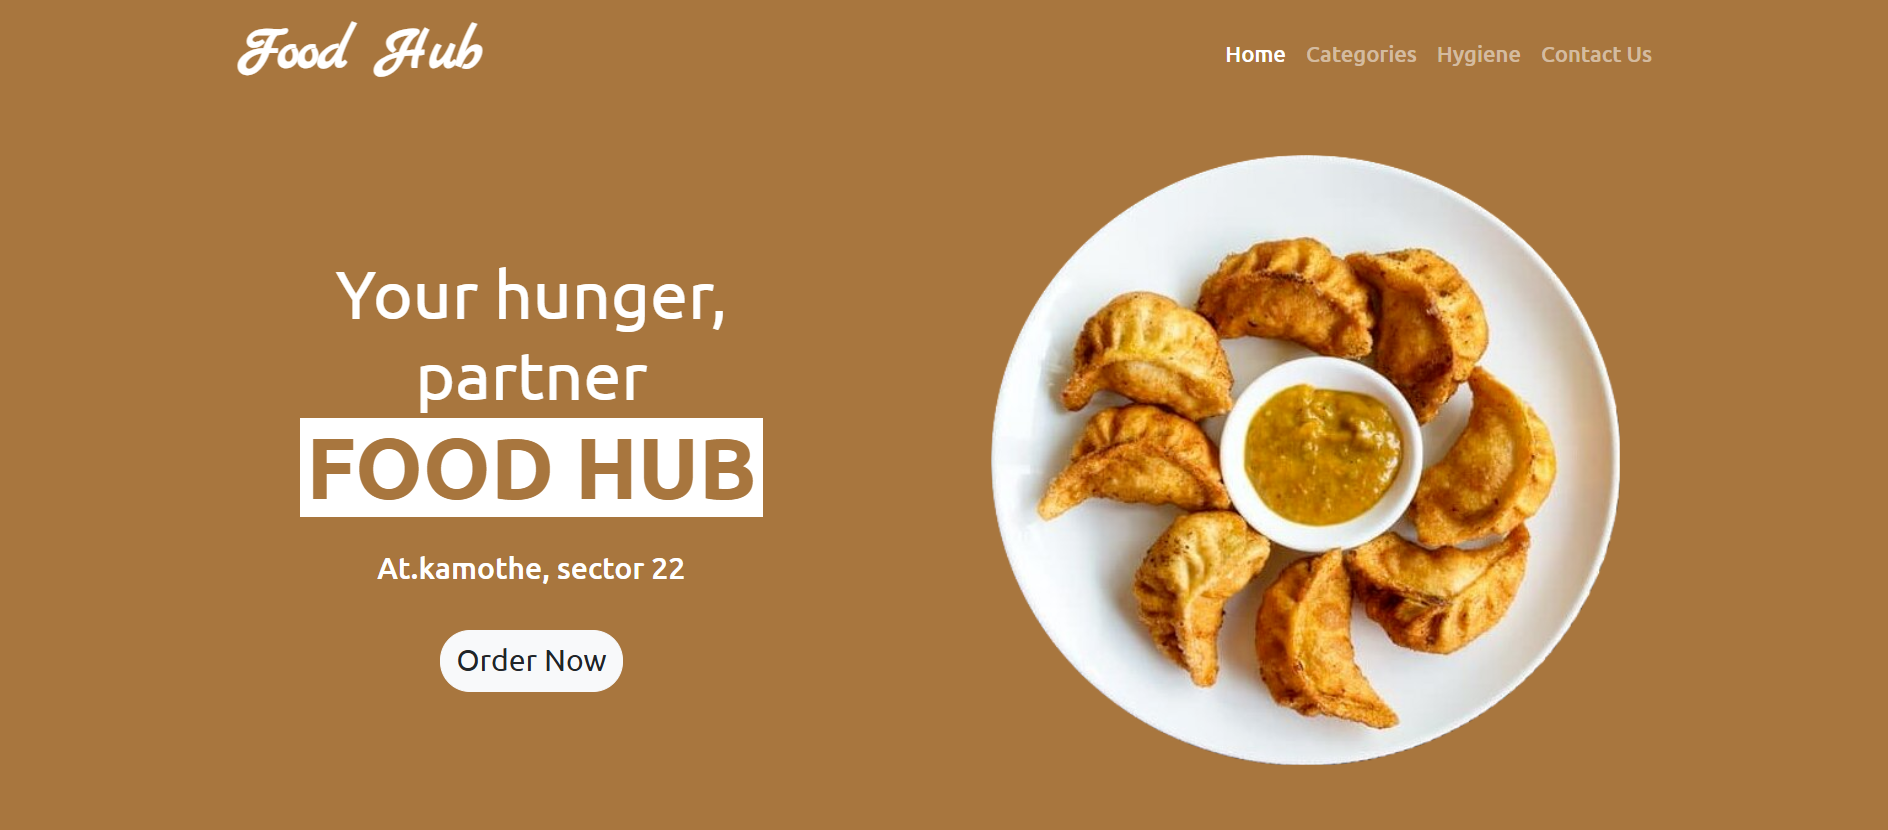 Food Hub
Home Categories Hygiene Contact Us
Your hunger,
partner
FOOD HUB
At.kamothe, sector 22
Order Now